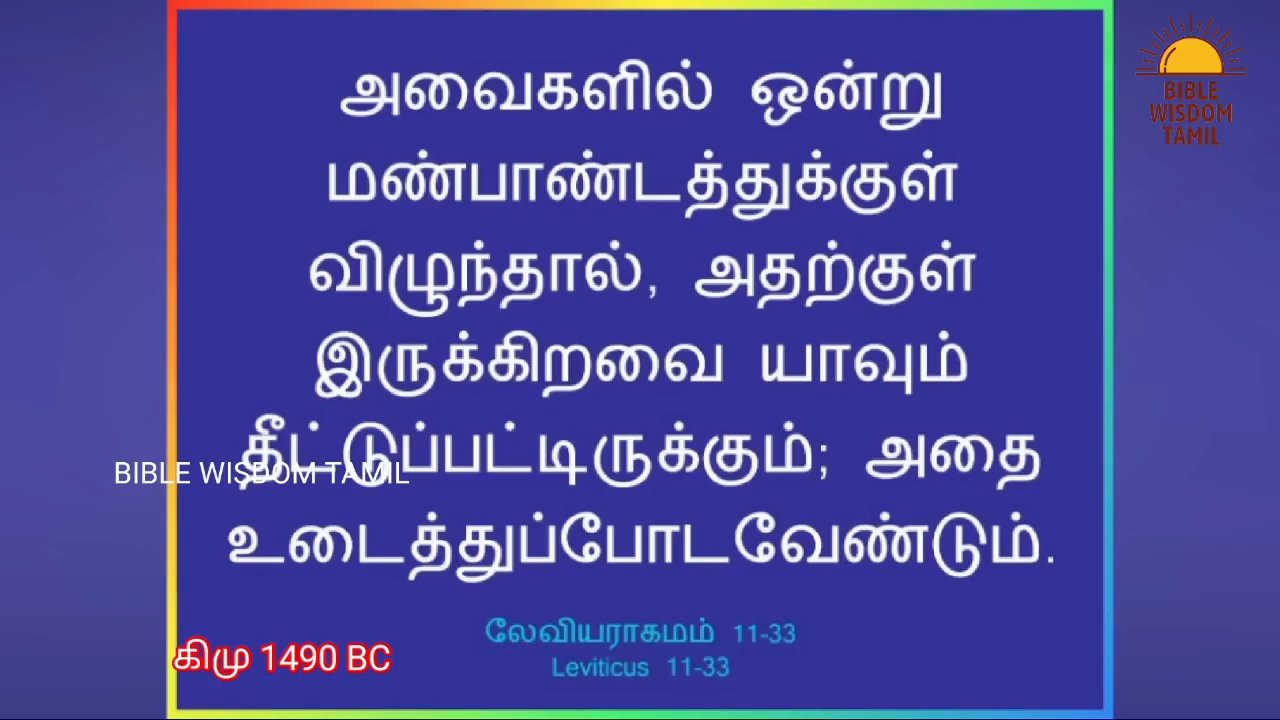 அவைகளில் ஒன்று
மண்பாண்டத்துக்குள்
விழுந்தால், அதற்குள்
இருக்கிறவை யாவும்
தீட்டுப்பட்டிருக்கும்; அதை
உடைத்துப்போடவேண்டும்.
லேவியராகமம் 11-33
Leviticus 11-33
BIBLE WISDOM TAMIL
கிமு 1490 BC
BIBLE
WISDOM
TAMIL